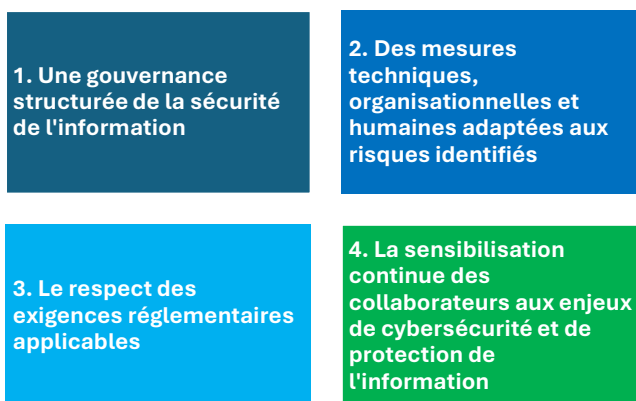 1. Une gouvernance
structurée de la sécurité
de l'information
2. Des mesures
techniques,
organisationnelles et
humaines adaptées aux
risques identifiés
3. Le respect des
exigences réglementaires
applicables
4. La sensibilisation
continue des
collaborateurs aux enjeux
de cybersécurité et de
protection de
l'information